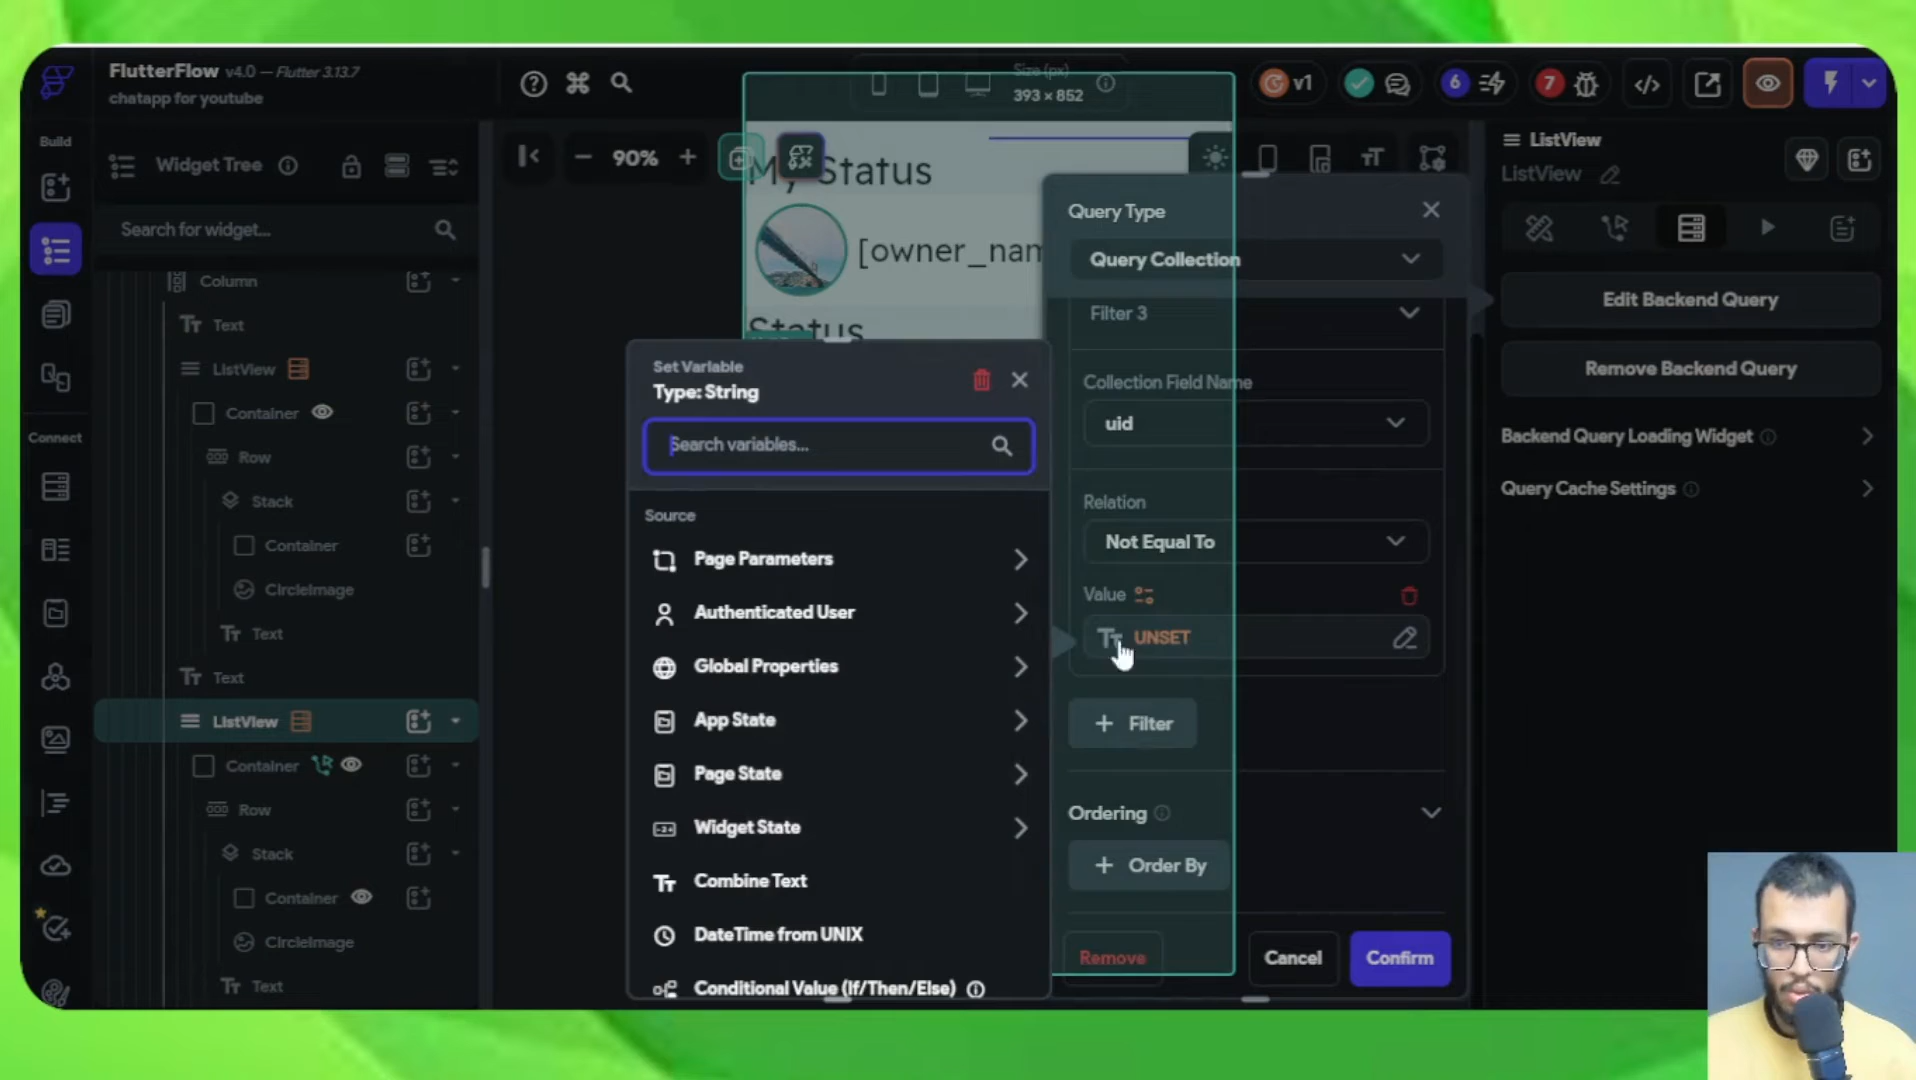 FlutterFlow v4.0 — Flutter 3.13.7
chatapp for youtube
Size (px)
393 × 852
v1
6
7
Build
Widget Tree
90%
Search for widget...
Column
Text
ListView
Container
Row
Stack
Container
CircleImage
Text
Text
ListView
Container
Row
Stack
Container
CircleImage
Text
Connect
My Status
[owner_nam
Status
Set Variable
Type: String
Search variables...
Source
Page Parameters
Authenticated User
Global Properties
App State
Page State
Widget State
Combine Text
DateTime from UNIX
Conditional Value (If/Then/Else)
Query Type
Query Collection
Filter 3
Collection Field Name
uid
Relation
Not Equal To
Value
UNSET
+ Filter
Ordering
+ Order By
Remove
Cancel
Confirm
ListView
ListView
Edit Backend Query
Remove Backend Query
Backend Query Loading Widget
Query Cache Settings